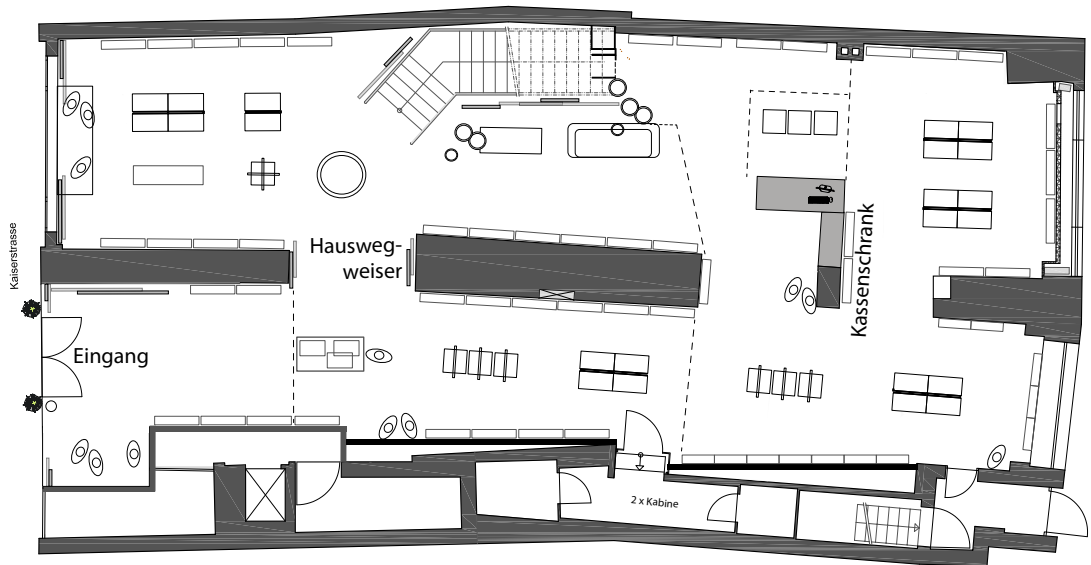 Kaiserstrasse
Eingang
Hausweg-
weiser
Kassenschrank
2 x Kabine